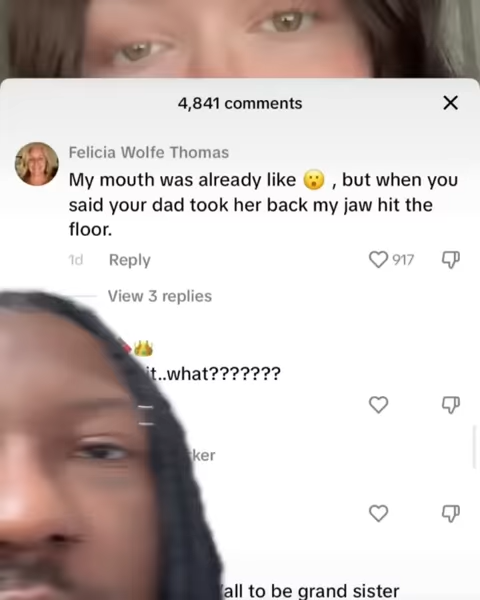 4,841 comments
Felicia Wolfe Thomas
My mouth was already like 😮 , but when you
said your dad took her back my jaw hit the
floor.
1d Reply 917
View 3 replies
it..what???????
all to be grand sister